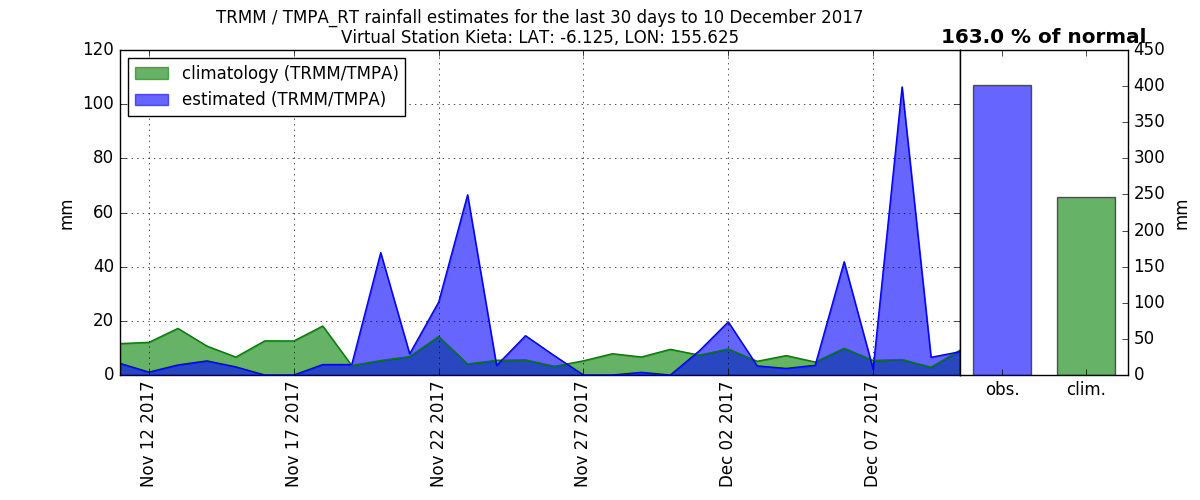 TRMM / TMPA_RT rainfall estimates for the last 30 days to 10 December 2017
Virtual Station Kieta: LAT: -6.125, LON: 155.625
163.0 % of normal
climatology (TRMM/TMPA)
estimated (TRMM/TMPA)
mm
120
100
80
60
40
20
0
Nov 12 2017
Nov 17 2017
Nov 22 2017
Nov 27 2017
Dec 02 2017
Dec 07 2017
obs.
clim.
450
400
350
300
250
200
150
100
50
0
mm